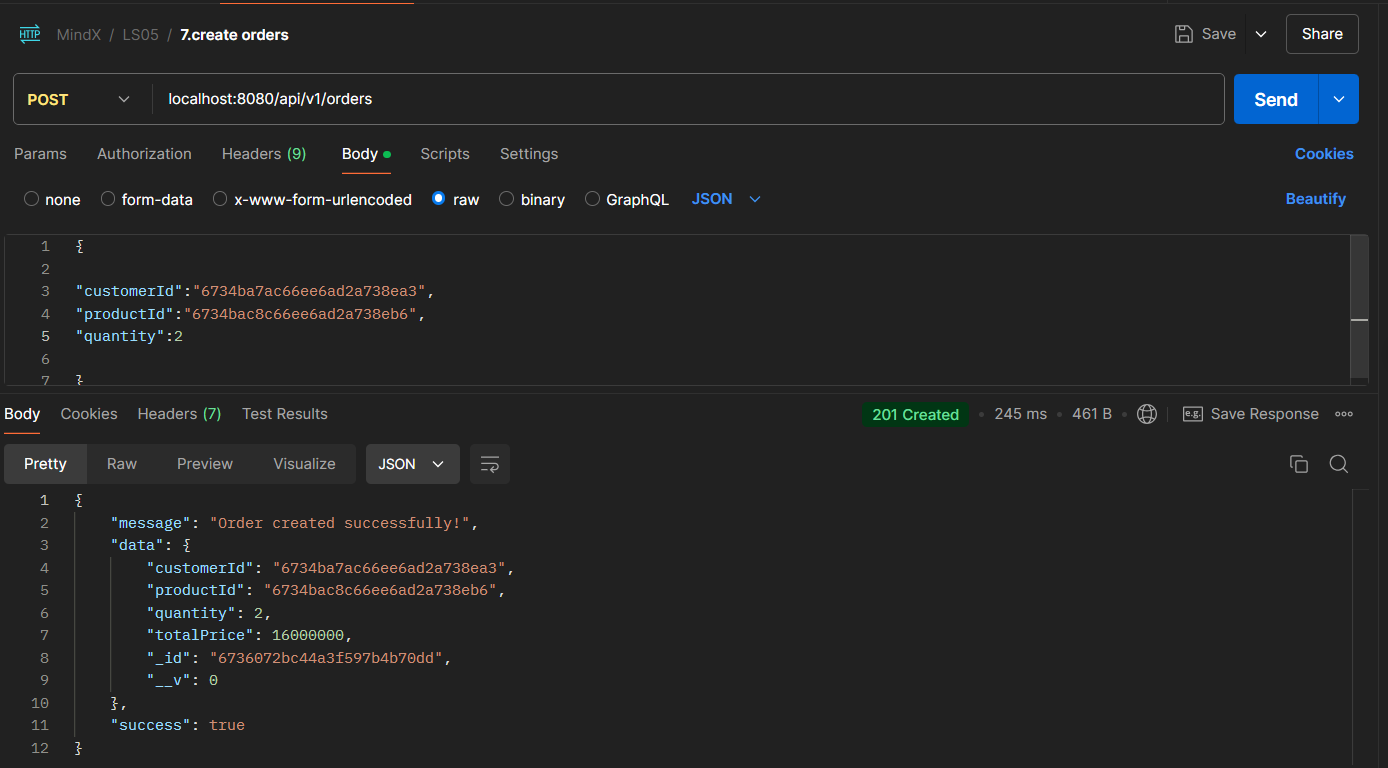 HTTP MindX / LS05 / 7.create orders Save Share
POST localhost:8080/api/v1/orders Send
Params Authorization Headers (9) Body Scripts Settings Cookies
none form-data x-www-form-urlencoded raw binary GraphQL JSON Beautify
1 {
2
3 "customerId":"6734ba7ac66ee6ad2a738ea3",
4 "productId":"6734bac8c66ee6ad2a738eb6",
5 "quantity":2
6
7 }
Body Cookies Headers (7) Test Results 201 Created • 245 ms • 461 B • e.g. Save Response
Pretty Raw Preview Visualize JSON
1 {
2 "message": "Order created successfully!",
3 "data": {
4 "customerId": "6734ba7ac66ee6ad2a738ea3",
5 "productId": "6734bac8c66ee6ad2a738eb6",
6 "quantity": 2,
7 "totalPrice": 16000000,
8 "_id": "6736072bc44a3f597b4b70dd",
9 "__v": 0
10 },
11 "success": true
12 }